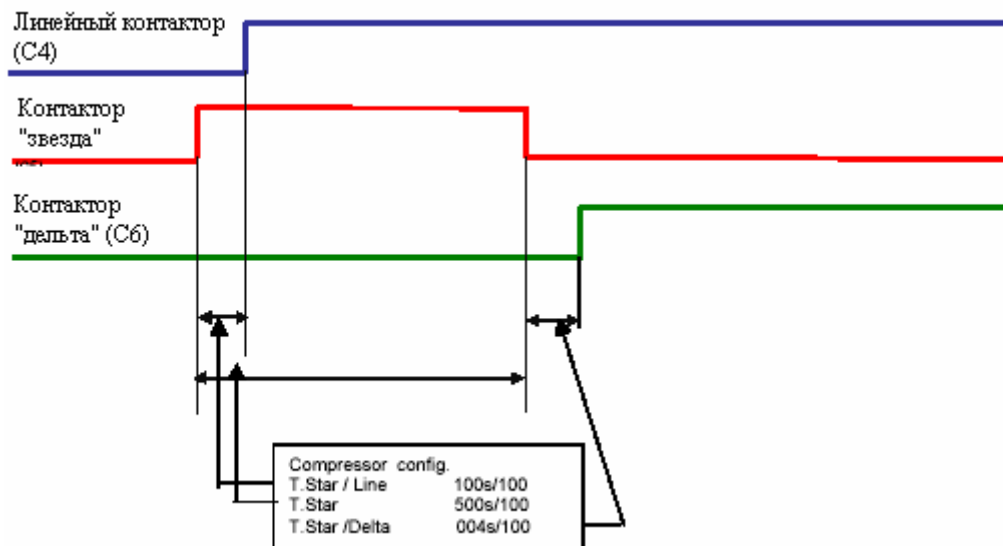 Линейный контактор
(С4)
Контактор
"звезда"
Контактор
"дельта" (С6)
Compressor config.
T.Star / Line 100s/100
T.Star 500s/100
T.Star /Delta 004s/100